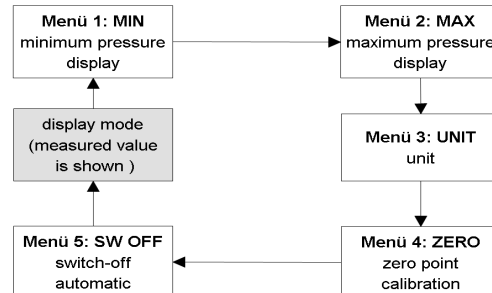 Menü 1: MIN
minimum pressure
display
Menü 2: MAX
maximum pressure
display
display mode
(measured value
is shown )
Menü 3: UNIT
unit
Menü 5: SW OFF
switch-off
automatic
Menü 4: ZERO
zero point
calibration